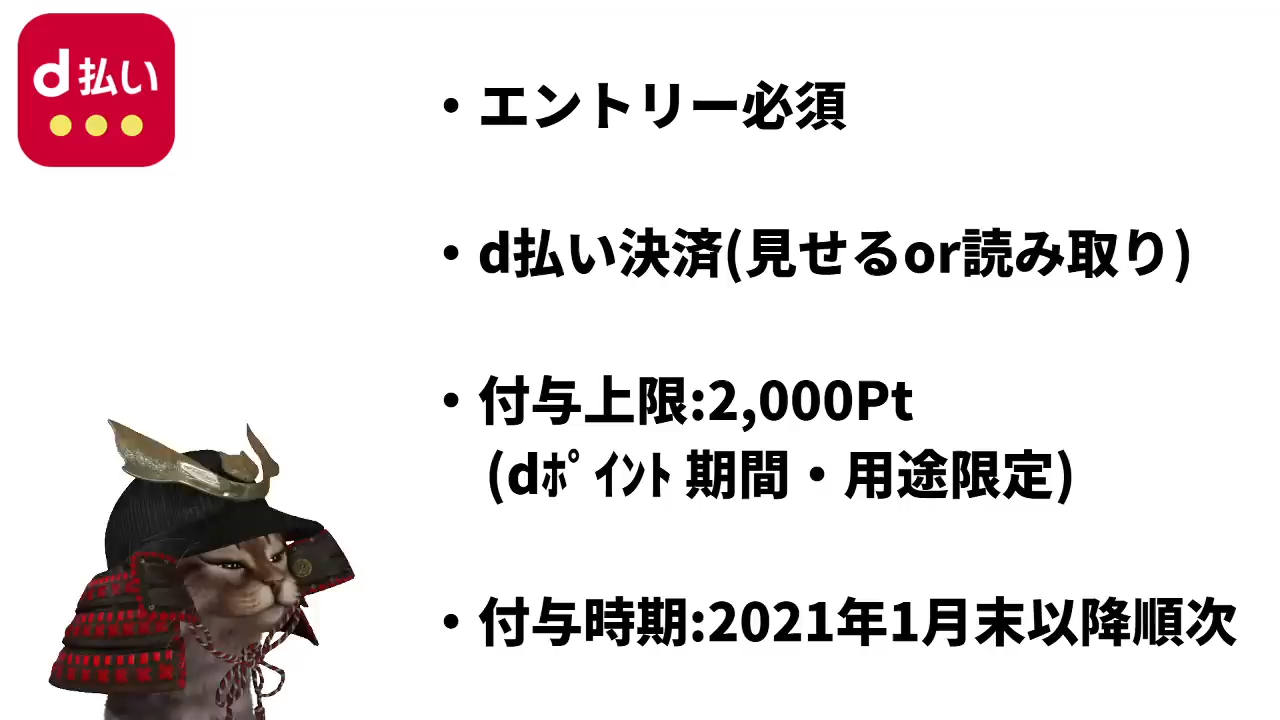 d払い
・エントリー必須
・d払い決済(見せるor読み取り)
・付与上限:2,000Pt
(dﾎﾟｲﾝﾄ期間・用途限定)
・付与時期:2021年1月末以降順次